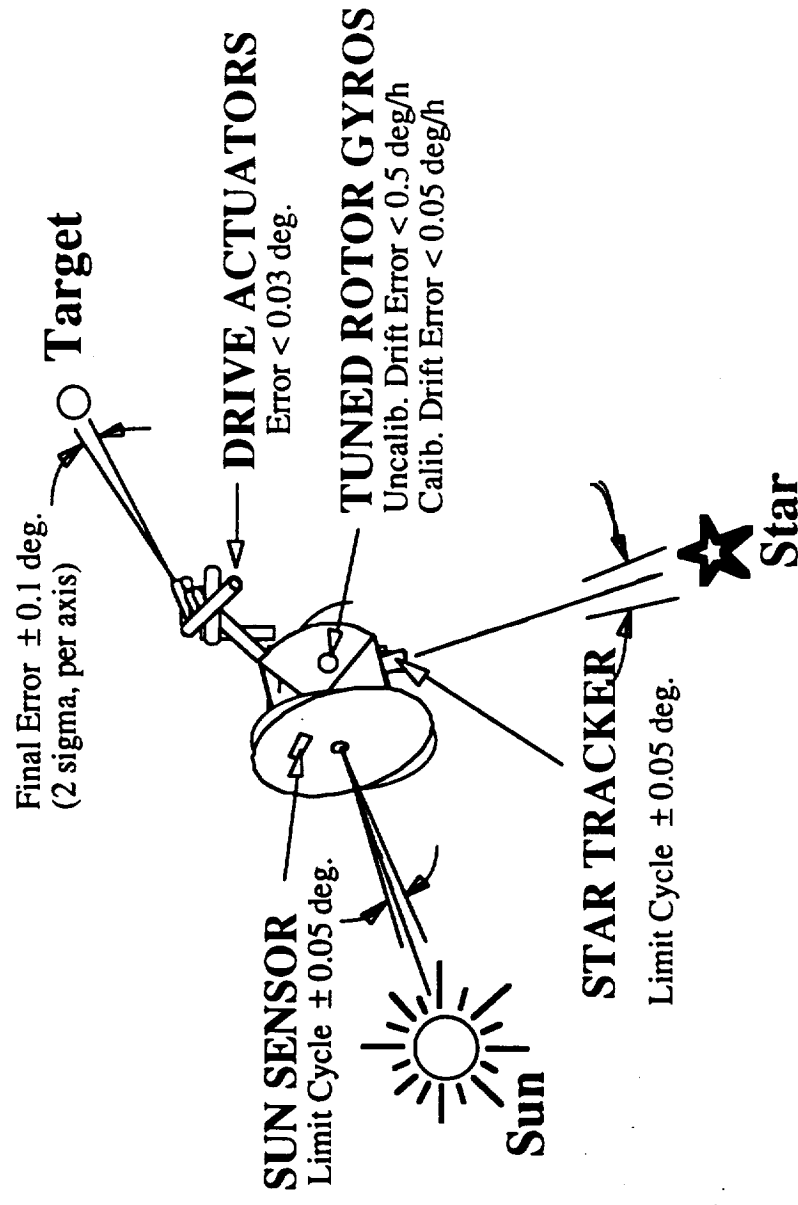 Final Error ± 0.1 deg.
(2 sigma, per axis)
Target
DRIVE ACTUATORS
Error < 0.03 deg.
TUNED ROTOR GYROS
Uncalib. Drift Error < 0.5 deg/h
Calib. Drift Error < 0.05 deg/h
SUN SENSOR
Limit Cycle ± 0.05 deg.
Sun
STAR TRACKER
Limit Cycle ± 0.05 deg.
Star